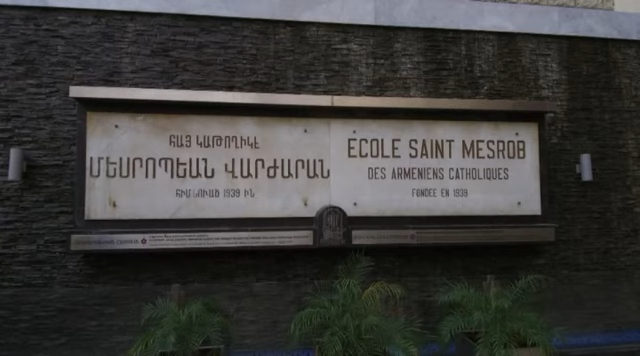 ՀԱՅ ԿԱԹՈՂԻԿԷ
ՄԵՍՐՈՊԵԱՆ ՎԱՐԺԱՐԱՆ
ՀԻՄՆՈՒԱԾ 1939 ԻՆ
ECOLE SAINT MESROB
DES ARMENIENS CATHOLIQUES
FONDEE EN 1939